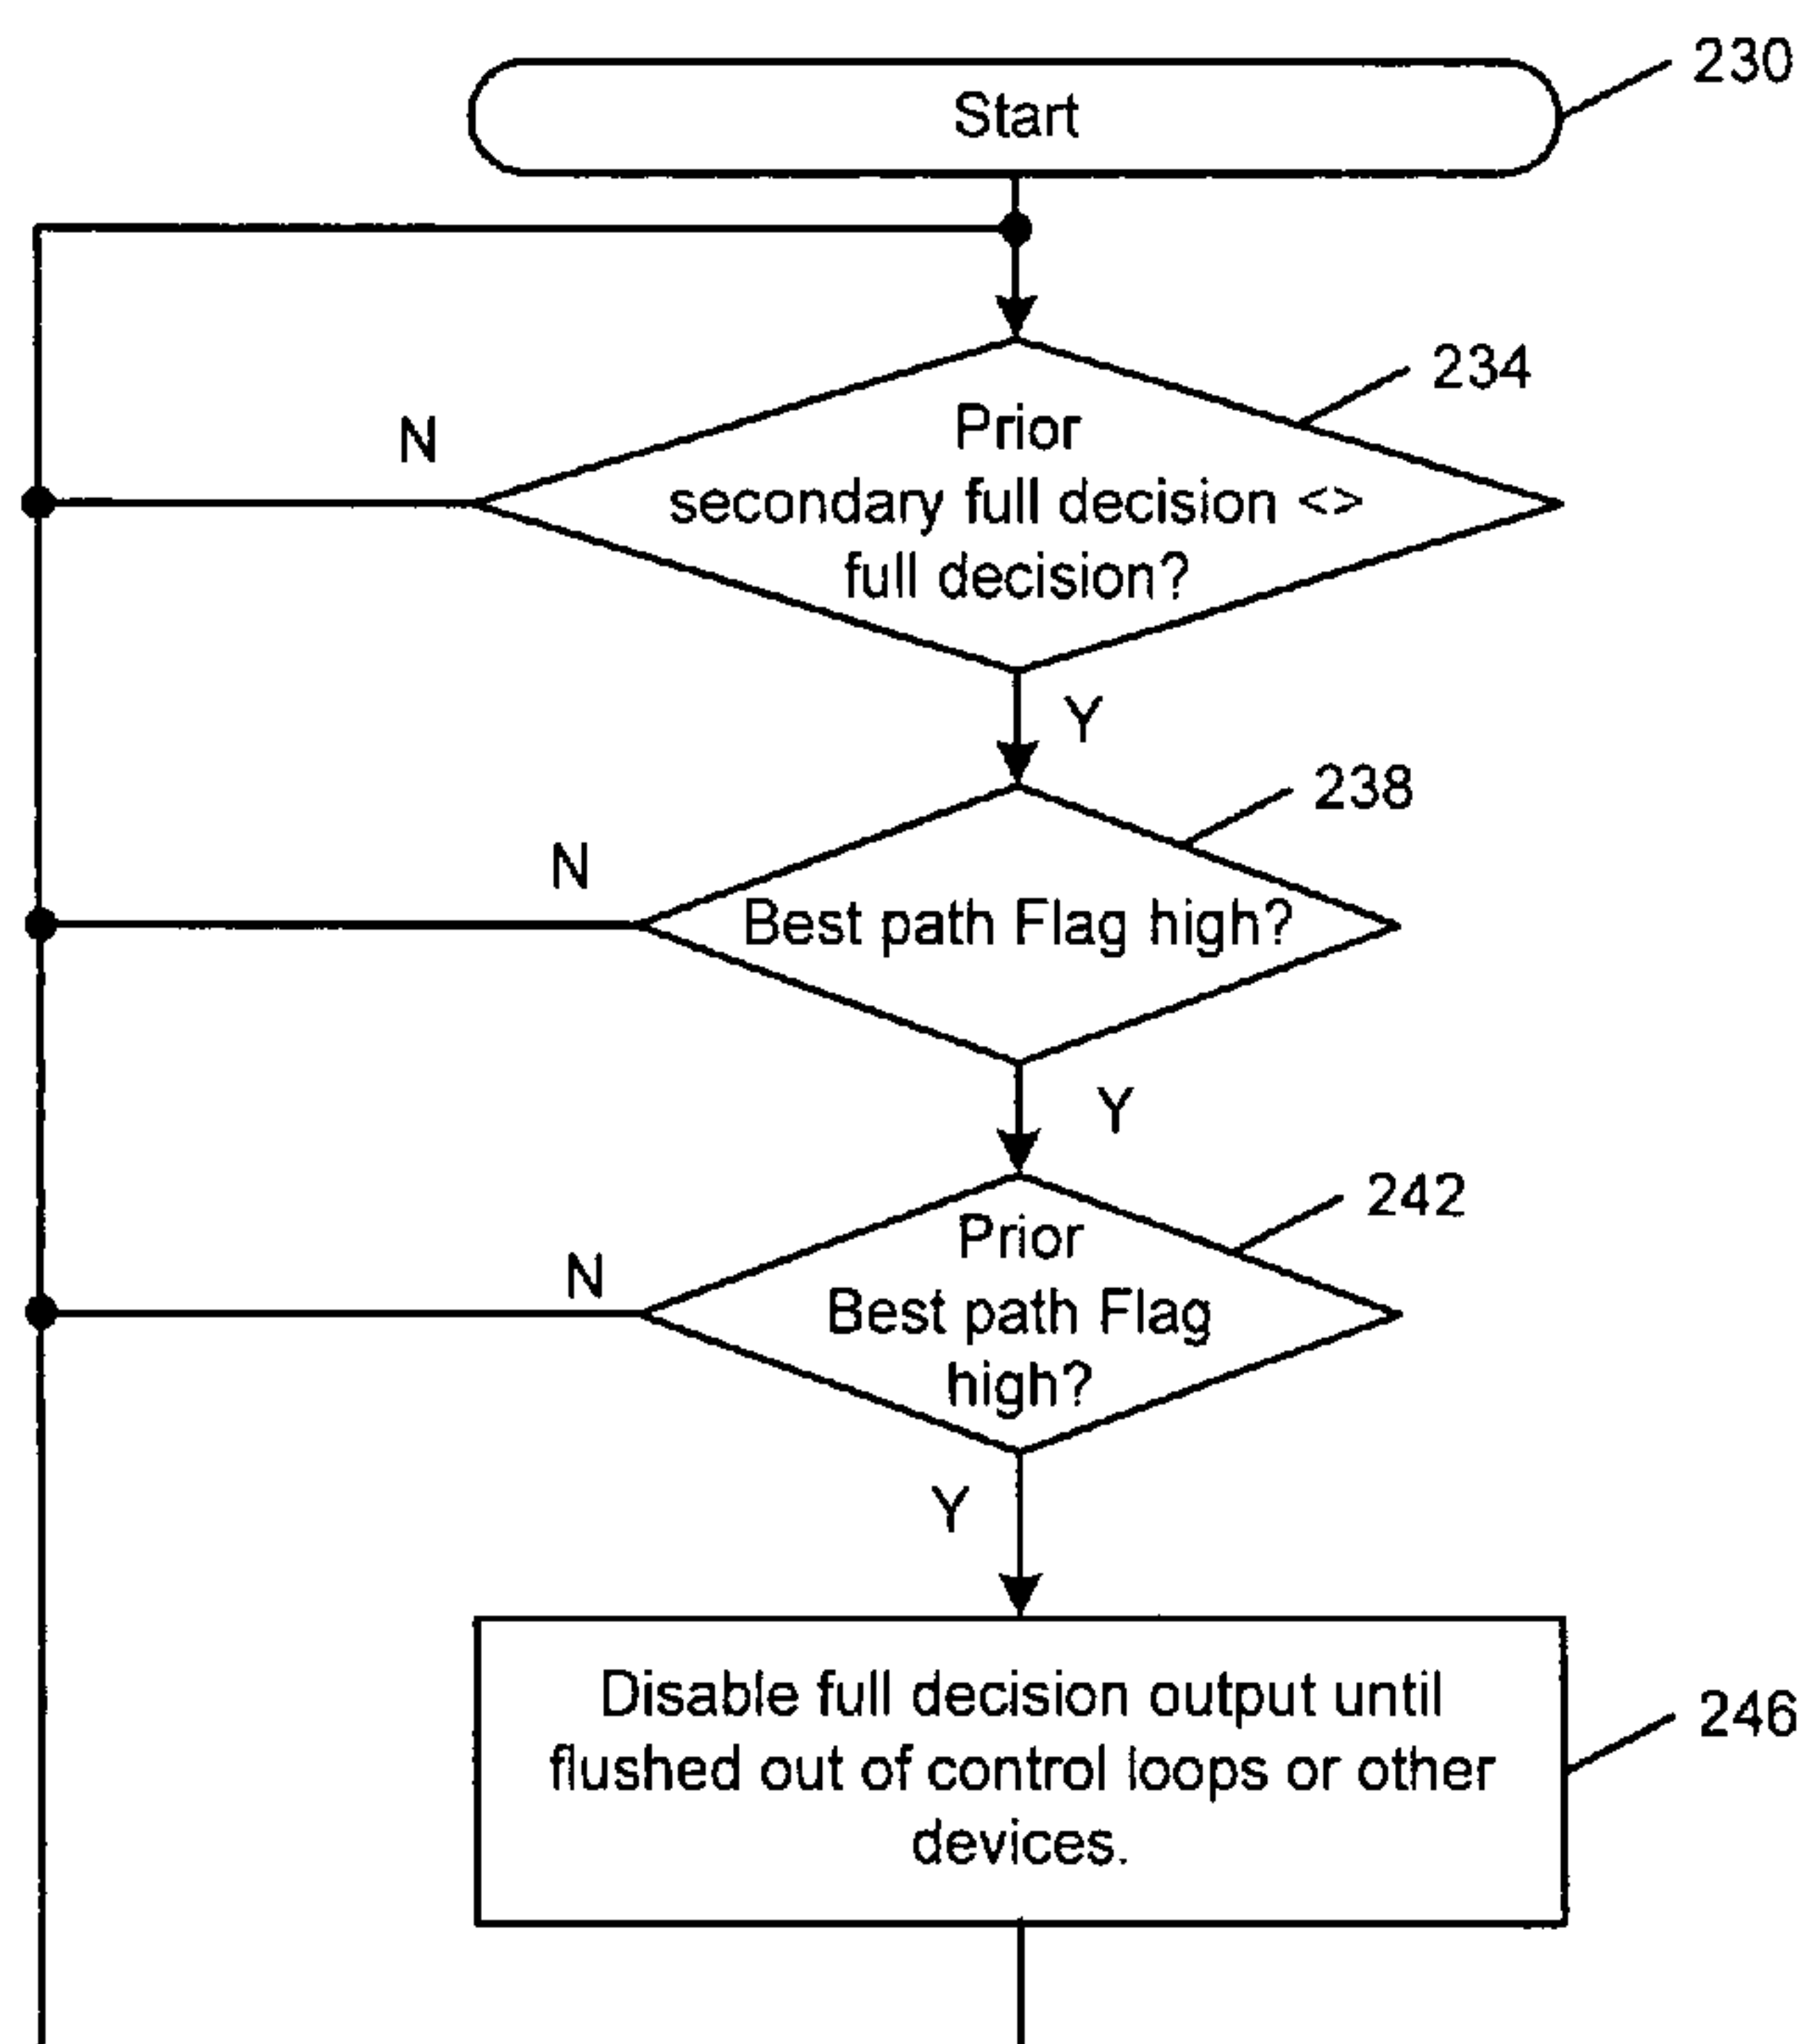 230
Start
234
N
Prior
secondary full decision <>
full decision?
Y
238
N
Best path Flag high?
Y
242
N
Prior
Best path Flag
high?
Y
Disable full decision output until
flushed out of control loops or other
devices.
246